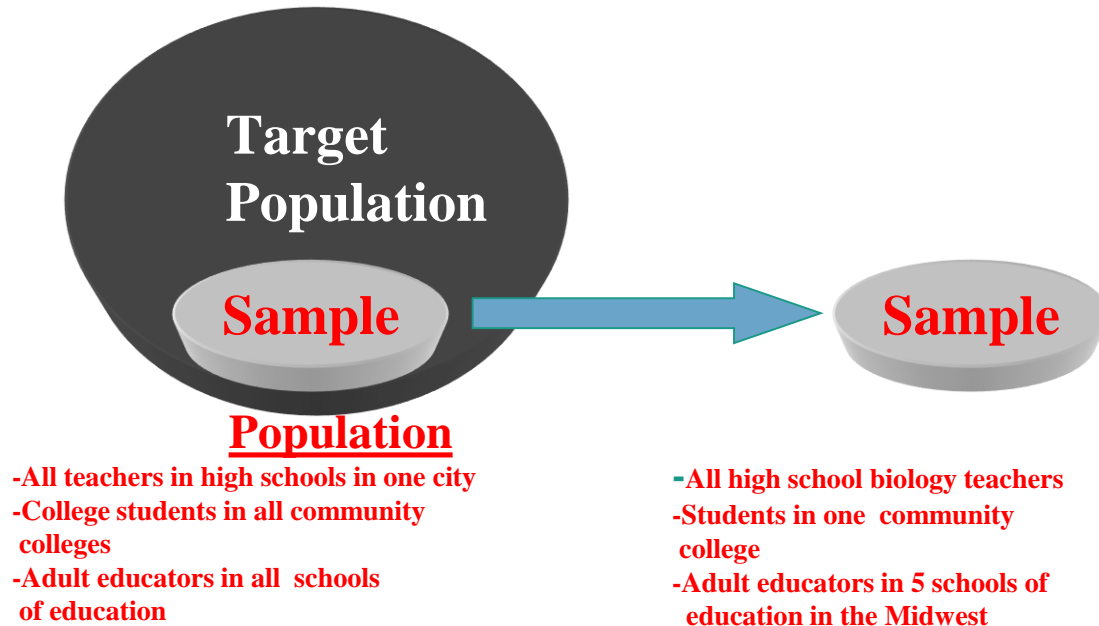 Target
Population
Sample
Sample
Population
-All teachers in high schools in one city
-College students in all community
colleges
-Adult educators in all schools
of education
-All high school biology teachers
-Students in one community
college
-Adult educators in 5 schools of
education in the Midwest